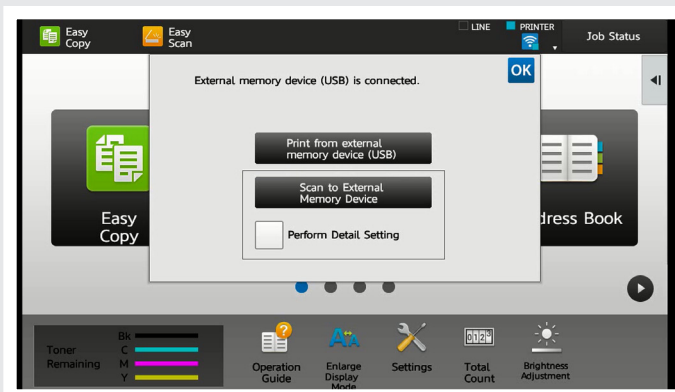 Easy
Copy
Easy
Scan
LINE
PRINTER
Job Status
External memory device (USB) is connected.
OK
Print from external
memory device (USB)
Scan to External
Memory Device
Perform Detail Setting
Easy
Copy
dress Book
Toner
Remaining
Bk
C
M
Y
Operation
Guide
Enlarge
Display
Mode
Settings
Total
Count
Brightness
Adjustment